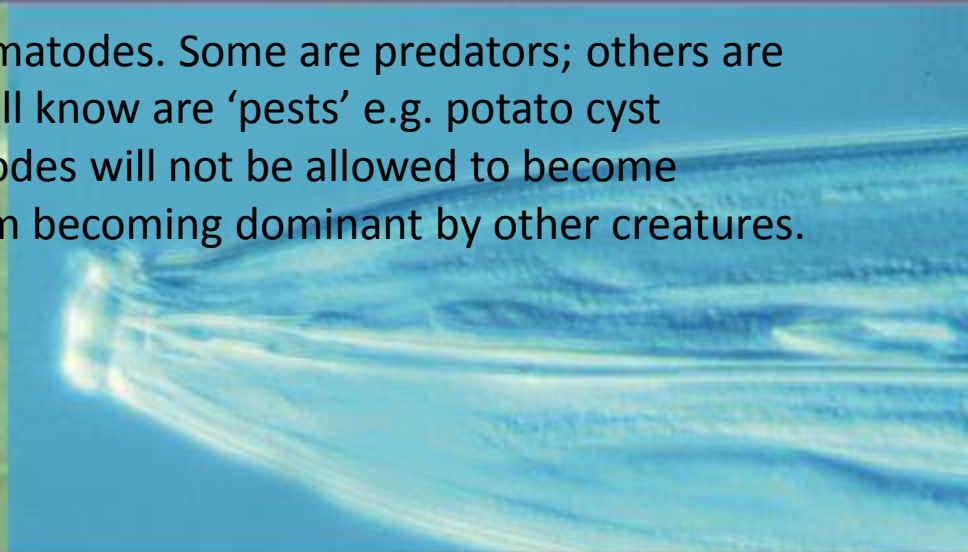 matodes. Some are predators; others are
ll know are ‘pests’ e.g. potato cyst
odes will not be allowed to become
n becoming dominant by other creatures.